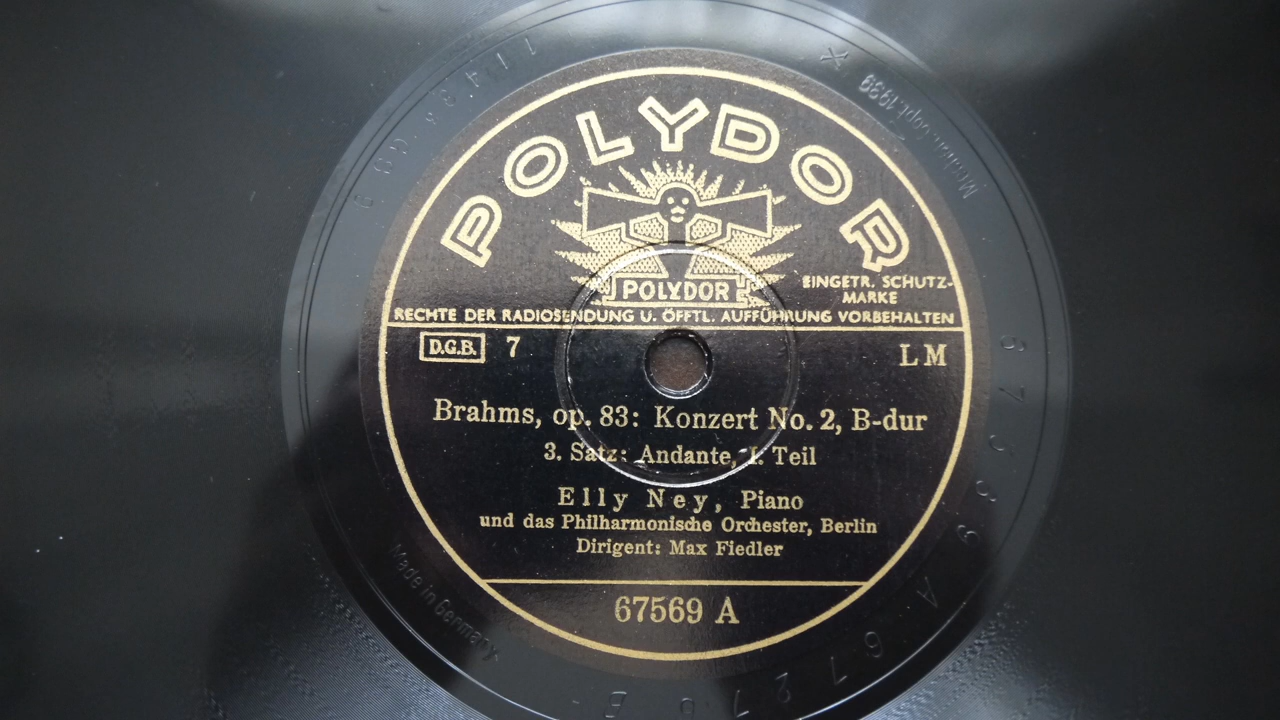 POLYDOR
POLYDOR
EINGETR. SCHUTZ-
MARKE
RECHTE DER RADIOSENDUNG U. ÖFFTL. AUFFÜHRUNG VORBEHALTEN
D.G.B. 7
LM
Brahms, op. 83: Konzert No. 2, B-dur
3. Satz: Andante, I. Teil
Elly Ney, Piano
und das Philharmonische Orchester, Berlin
Dirigent: Max Fiedler
67569 A
Made in Germany